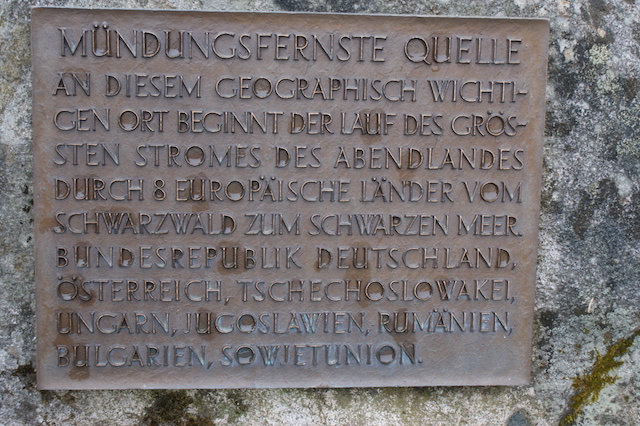 MÜNDUNGSFERNSTE QUELLE
AN DIESEM GEOGRAPHISCH WICHTI-
GEN ORT BEGINNT DER LAUF DES GRÖS-
STEN STROMES DES ABENDLANDES
DURCH 8 EUROPÄISCHE LÄNDER VOM
SCHWARZWALD ZUM SCHWARZEN MEER.
BUNDESREPUBLIK DEUTSCHLAND,
ÖSTERREICH, TSCHECHOSLOWAKEI,
UNGARN, JUGOSLAWIEN, RUMÄNIEN,
BULGARIEN, SOWIETUNION.